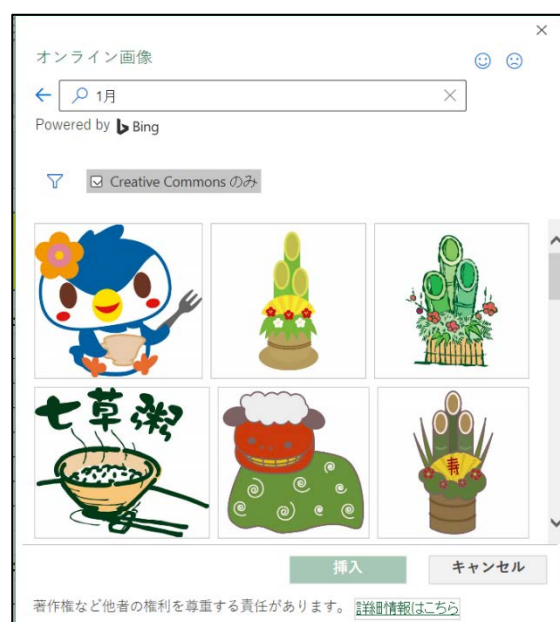 オンライン画像
1月
Powered by Bing
Creative Commons のみ
七草粥
寿
挿入
キャンセル
著作権など他者の権利を尊重する責任があります。 詳細情報はこちら